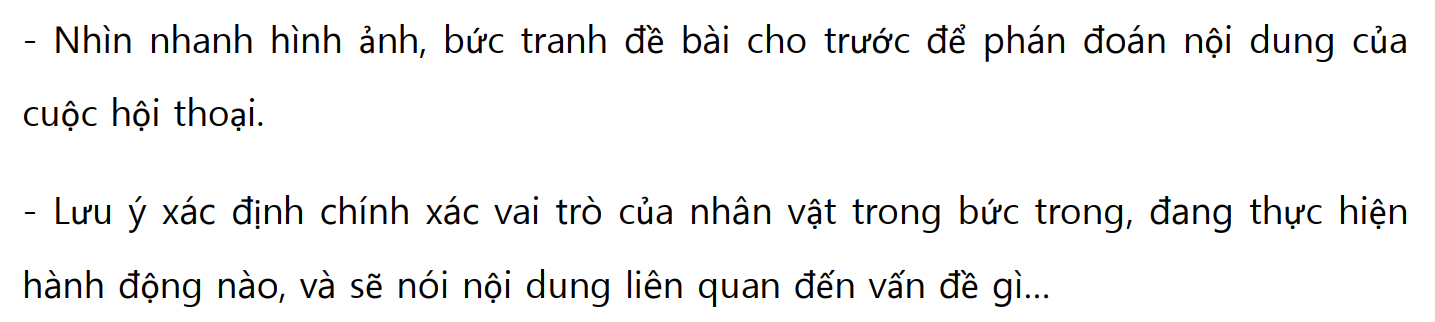 - Nhìn nhanh hình ảnh, bức tranh đề bài cho trước để phán đoán nội dung của
cuộc hội thoại.
- Lưu ý xác định chính xác vai trò của nhân vật trong bức trong, đang thực hiện
hành động nào, và sẽ nói nội dung liên quan đến vấn đề gì...